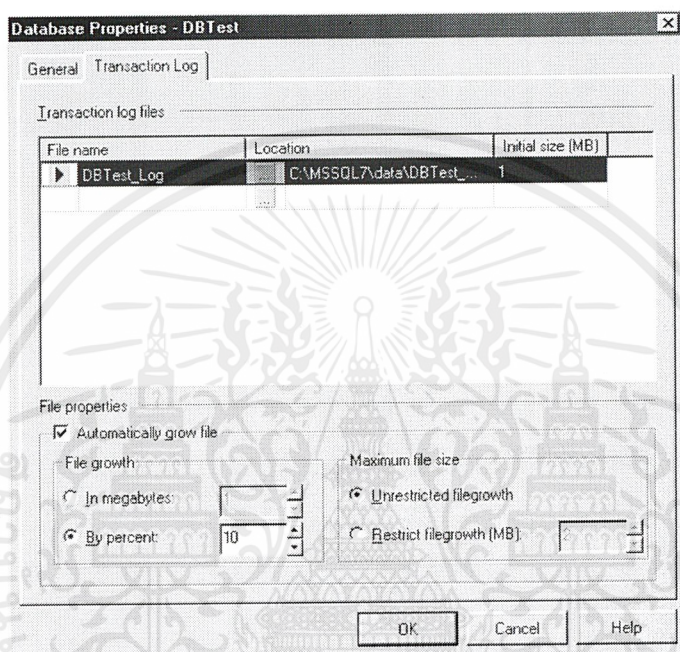 Database Properties - DBTest
General Transaction Log
Transaction log files
File name Location Initial size (MB)
DBTest_Log ... C:\MSSQL7\data\DBTest_... 1
...
File properties
Automatically grow file
File growth
In megabytes: 1
By percent: 10
Maximum file size
Unrestricted filegrowth
Restrict filegrowth (MB): 2
OK Cancel Help